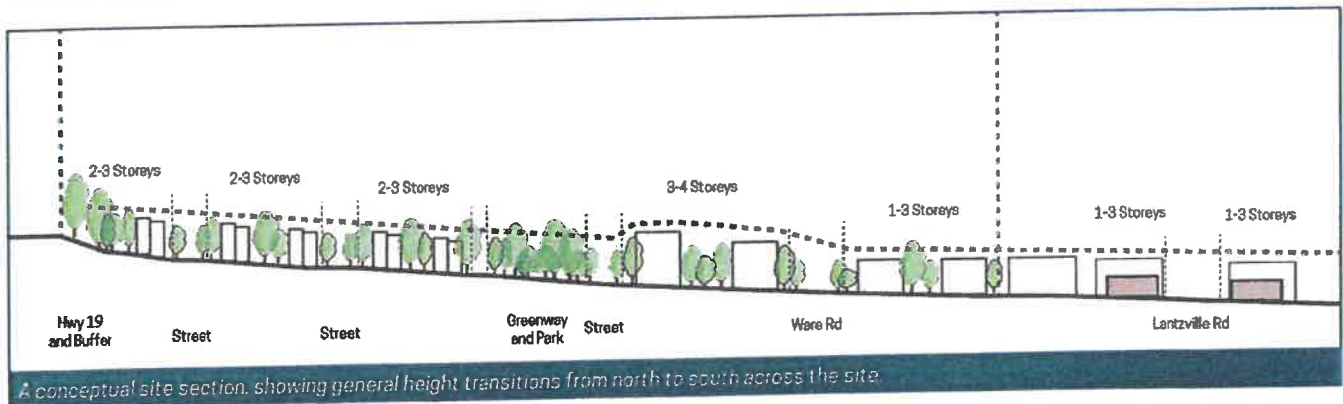 2-3 Storeys
2-3 Storeys
2-3 Storeys
3-4 Storeys
1-3 Storeys
1-3 Storeys
1-3 Storeys
Hwy 19
and Buffer
Street
Street
Greenway
and Park
Street
Ware Rd
Lantzville Rd
A conceptual site section, showing general height transitions from north to south across the site